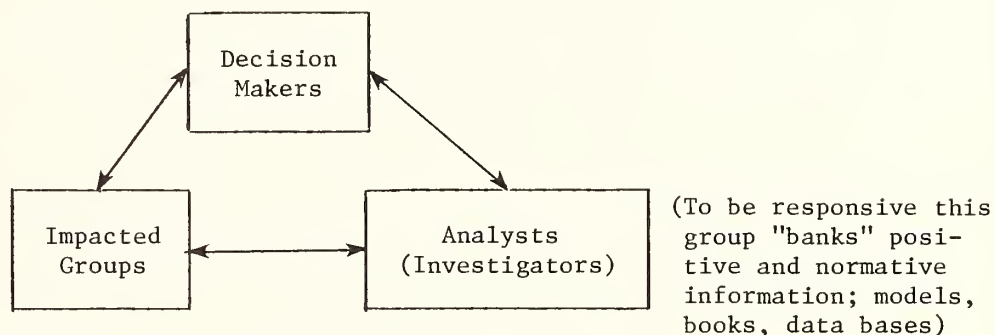 Decision
Makers
Impacted
Groups
Analysts
(Investigators)
(To be responsive this
group "banks" posi-
tive and normative
information; models,
books, data bases)